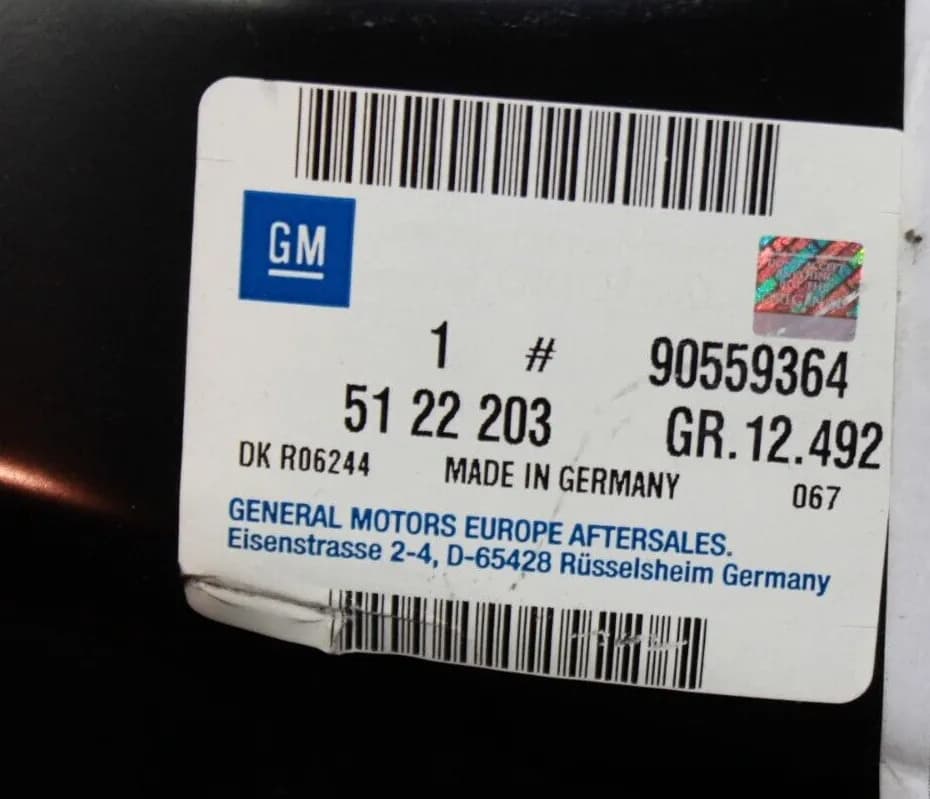 GM
1 # 90559364
51 22 203 GR.12.492
DK R06244 MADE IN GERMANY 067
GENERAL MOTORS EUROPE AFTERSALES.
Eisenstrasse 2-4, D-65428 Rüsselsheim Germany